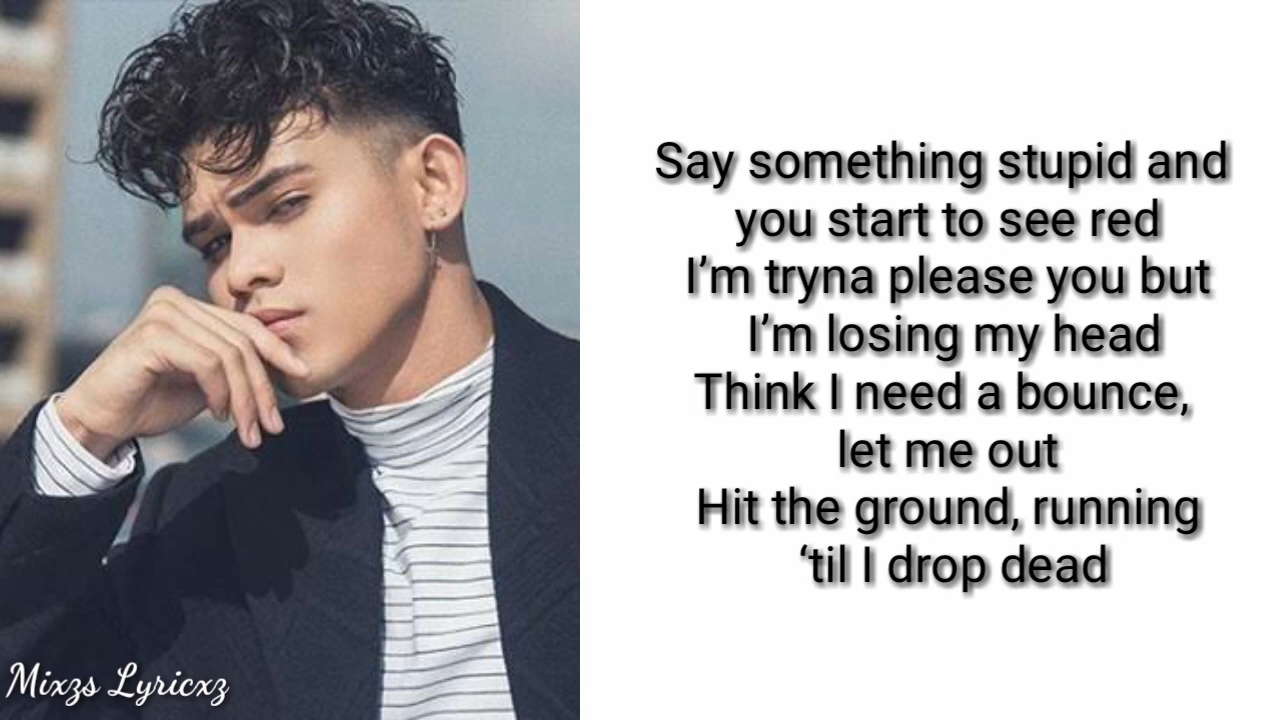 Say something stupid and
you start to see red
I’m tryna please you but
I’m losing my head
Think I need a bounce,
let me out
Hit the ground, running
‘til I drop dead
Mixzs Lyricxz